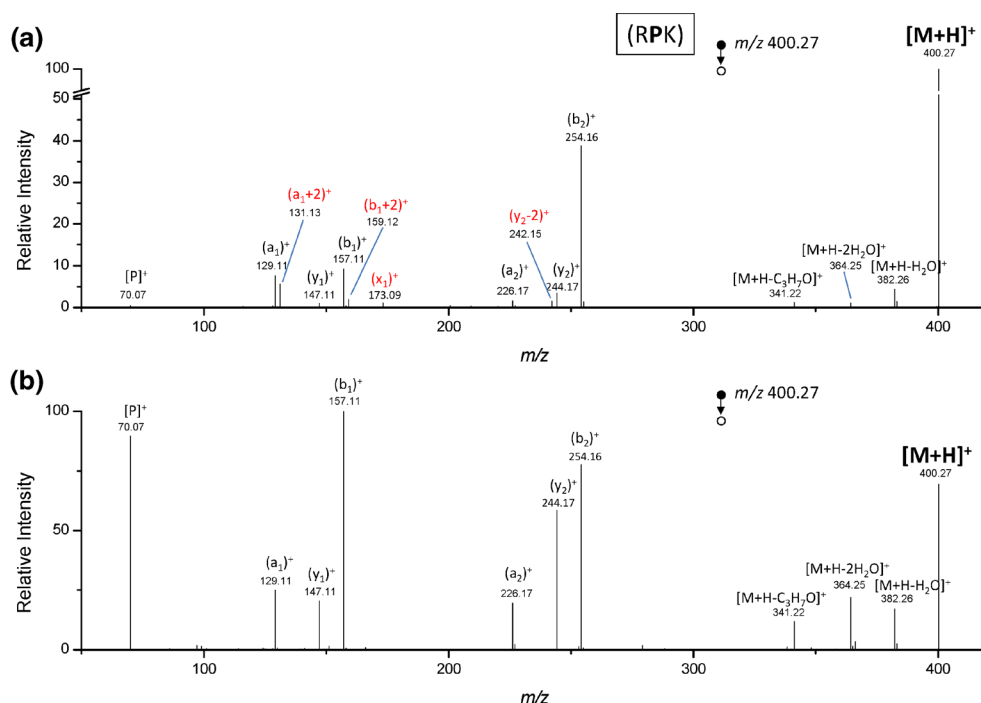 (a)
(RPK)
m/z 400.27
[M+H]⁺
400.27
100
50
40
30
20
10
0
Relative Intensity
[P]⁺
70.07
(a₁+2)⁺
131.13
(a₁)⁺
129.11
(y₁)⁺
147.11
(b₁)⁺
157.11
(b₁+2)⁺
159.12
(x₁)⁺
173.09
(a₂)⁺
226.17
(y₂-2)⁺
242.15
(y₂)⁺
244.17
(b₂)⁺
254.16
[M+H-C₃H₇O]⁺
341.22
[M+H-2H₂O]⁺
364.25
[M+H-H₂O]⁺
382.26
100 200 300 400
m/z
(b)
m/z 400.27
[M+H]⁺
400.27
100
50
0
Relative Intensity
[P]⁺
70.07
(a₁)⁺
129.11
(y₁)⁺
147.11
(b₁)⁺
157.11
(a₂)⁺
226.17
(y₂)⁺
244.17
(b₂)⁺
254.16
[M+H-C₃H₇O]⁺
341.22
[M+H-2H₂O]⁺
364.25
[M+H-H₂O]⁺
382.26
100 200 300 400
m/z